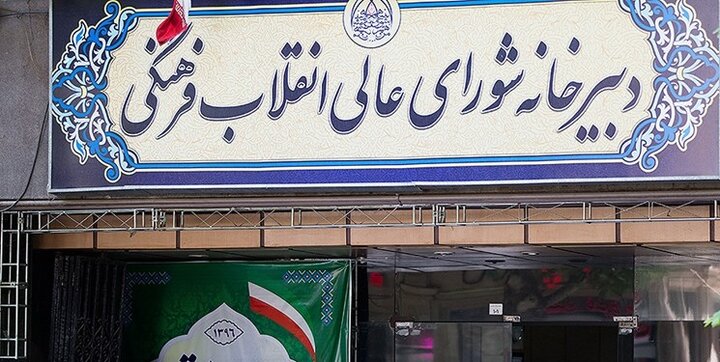 دبیرخانه شورای عالی انقلاب فرهنگی
۱۳۹۶